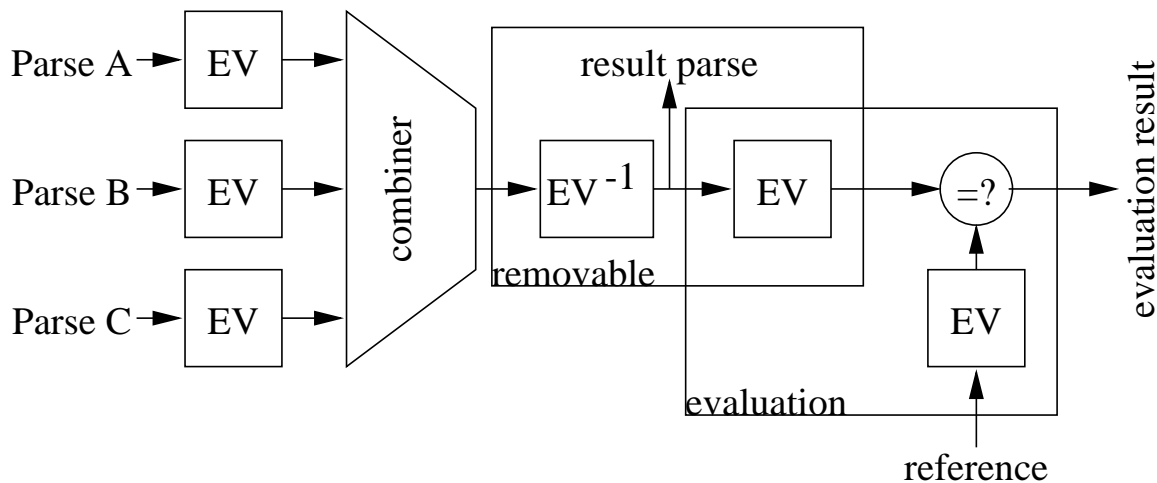 Parse A
EV
Parse B
EV
Parse C
EV
combiner
result parse
EV-1
removable
EV
=?
EV
evaluation
reference
evaluation result